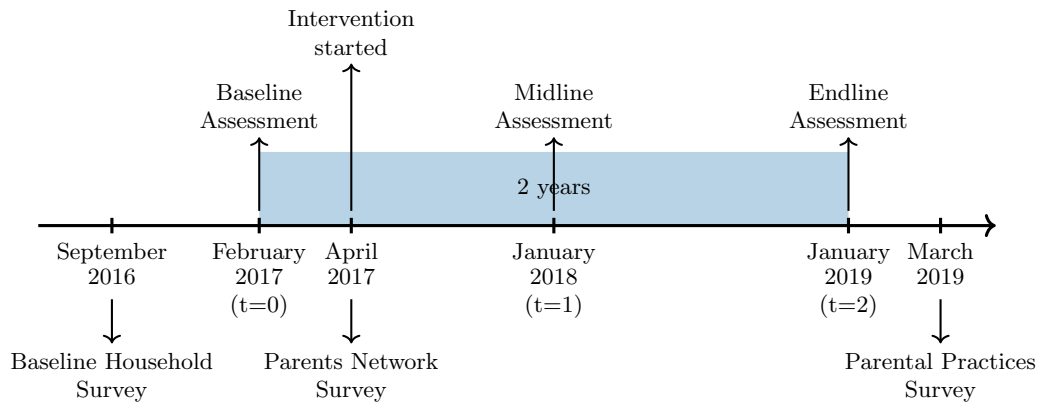 Intervention
started
Baseline
Assessment
Midline
Assessment
Endline
Assessment
2 years
September
2016
February
2017
(t=0)
April
2017
January
2018
(t=1)
January
2019
(t=2)
March
2019
Baseline Household
Survey
Parents Network
Survey
Parental Practices
Survey